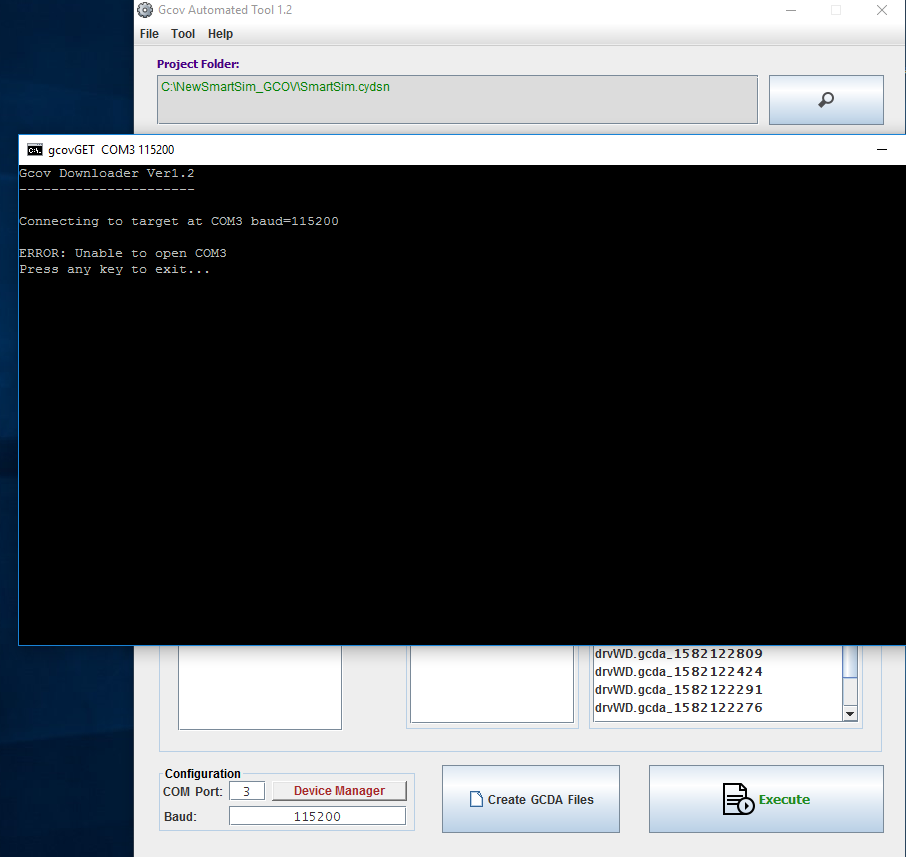 Gcov Automated Tool 1.2
File Tool Help
Project Folder:
C:\NewSmartSim_GCOV\SmartSim.cydsn
gcovGET  COM3 115200
Gcov Downloader Ver1.2
----------------------
Connecting to target at COM3 baud=115200
ERROR: Unable to open COM3
Press any key to exit...
drvWD.gcda_1582122809
drvWD.gcda_1582122424
drvWD.gcda_1582122291
drvWD.gcda_1582122276
Configuration
COM Port: 3 Device Manager
Baud: 115200
Create GCDA Files
Execute